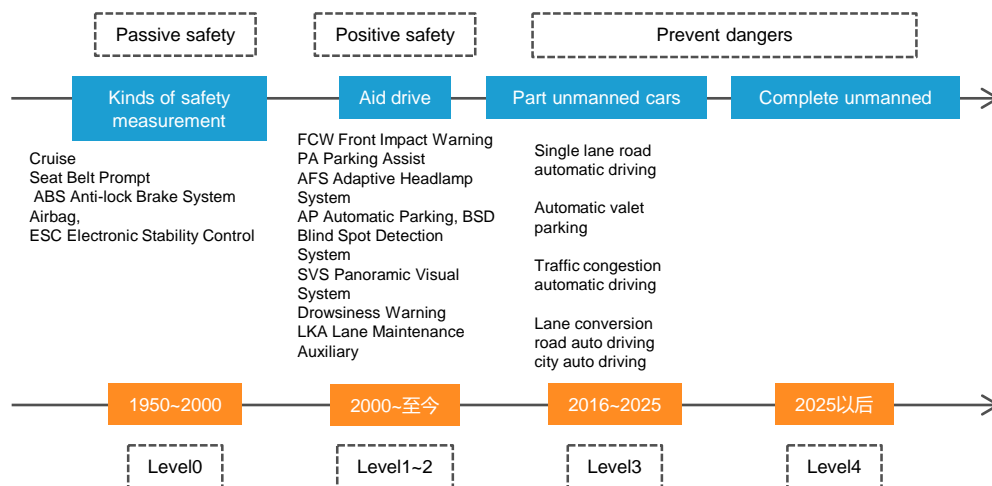 Passive safety
Positive safety
Prevent dangers
Kinds of safety
measurement
Aid drive
Part unmanned cars
Complete unmanned
Cruise
Seat Belt Prompt
ABS Anti-lock Brake System
Airbag,
ESC Electronic Stability Control
FCW Front Impact Warning
PA Parking Assist
AFS Adaptive Headlamp
System
AP Automatic Parking, BSD
Blind Spot Detection
System
SVS Panoramic Visual
System
Drowsiness Warning
LKA Lane Maintenance
Auxiliary
Single lane road
automatic driving
Automatic valet
parking
Traffic congestion
automatic driving
Lane conversion
road auto driving
city auto driving
1950~2000
2000~至今
2016~2025
2025以后
Level0
Level1~2
Level3
Level4